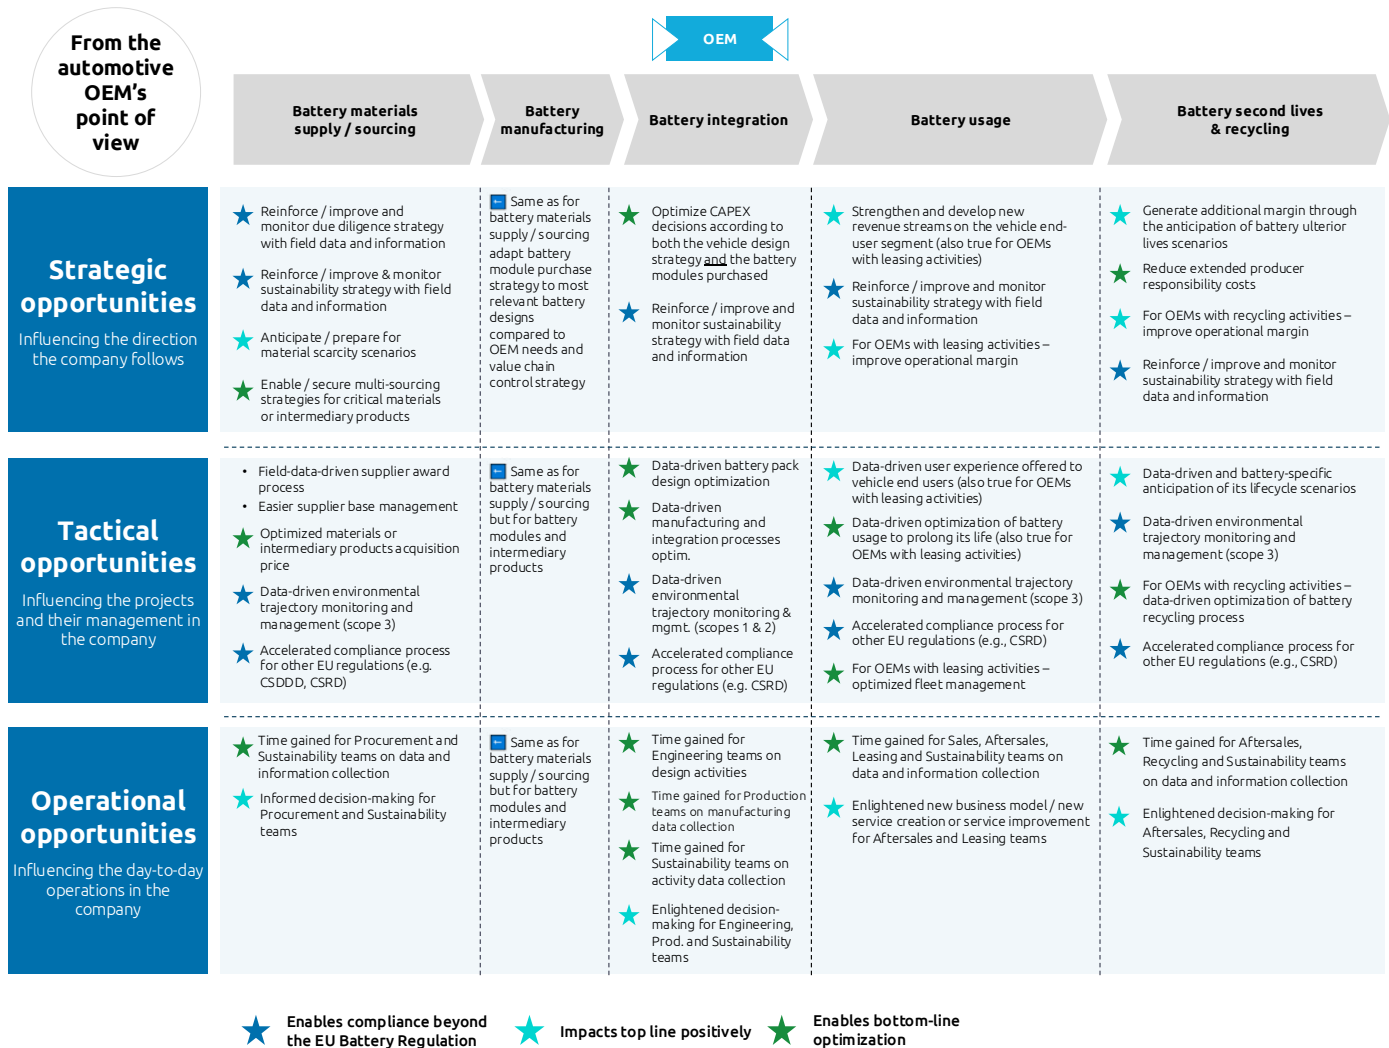 From the
automotive
OEM's
point of
view
OEM
Battery materials
supply / sourcing
Battery
manufacturing
Battery integration
Battery usage
Battery second lives
& recycling
Strategic
opportunities
Influencing the direction
the company follows
Reinforce / improve and
monitor due diligence strategy
with field data and information
Reinforce / improve & monitor
sustainability strategy with field
data and information
Anticipate / prepare for
material scarcity scenarios
Enable / secure multi-sourcing
strategies for critical materials
or intermediary products
← Same as for
battery materials
supply / sourcing
adapt battery
module purchase
strategy to most
relevant battery
designs
compared to
OEM needs and
value chain
control strategy
Optimize CAPEX
decisions according to
both the vehicle design
strategy and the battery
modules purchased
Reinforce / improve and
monitor sustainability
strategy with field data
and information
Strengthen and develop new
revenue streams on the vehicle end-
user segment (also true for OEMs
with leasing activities)
Reinforce / improve and monitor
sustainability strategy with field
data and information
For OEMs with leasing activities –
improve operational margin
Generate additional margin through
the anticipation of battery ulterior
lives scenarios
Reduce extended producer
responsibility costs
For OEMs with recycling activities –
improve operational margin
Reinforce / improve and monitor
sustainability strategy with field
data and information
Tactical
opportunities
Influencing the projects
and their management in
the company
• Field-data-driven supplier award
process
• Easier supplier base management
Optimized materials or
intermediary products acquisition
price
Data-driven environmental
trajectory monitoring and
management (scope 3)
Accelerated compliance process
for other EU regulations (e.g.
CSDDD, CSRD)
← Same as for
battery materials
supply / sourcing
but for battery
modules and
intermediary
products
Data-driven battery pack
design optimization
Data-driven
manufacturing and
integration processes
optim.
Data-driven
environmental
trajectory monitoring &
mgmt. (scopes 1 & 2)
Accelerated compliance
process for other EU
regulations (e.g. CSRD)
Data-driven user experience offered to
vehicle end users (also true for OEMs
with leasing activities)
Data-driven optimization of battery
usage to prolong its life (also true for
OEMs with leasing activities)
Data-driven environmental trajectory
monitoring and management (scope 3)
Accelerated compliance process for
other EU regulations (e.g., CSRD)
For OEMs with leasing activities –
optimized fleet management
Data-driven and battery-specific
anticipation of its lifecycle scenarios
Data-driven environmental
trajectory monitoring and
management (scope 3)
For OEMs with recycling activities –
data-driven optimization of battery
recycling process
Accelerated compliance process for
other EU regulations (e.g., CSRD)
Operational
opportunities
Influencing the day-to-day
operations in the
company
Time gained for Procurement and
Sustainability teams on data and
information collection
Informed decision-making for
Procurement and Sustainability
teams
← Same as for
battery materials
supply / sourcing
but for battery
modules and
intermediary
products
Time gained for
Engineering teams on
design activities
Time gained for Production
teams on manufacturing
data collection
Time gained for
Sustainability teams on
activity data collection
Enlightened decision-
making for Engineering,
Prod. and Sustainability
teams
Time gained for Sales, Aftersales,
Leasing and Sustainability teams on
data and information collection
Enlightened new business model / new
service creation or service improvement
for Aftersales and Leasing teams
Time gained for Aftersales,
Recycling and Sustainability teams
on data and information collection
Enlightened decision-making for
Aftersales, Recycling and
Sustainability teams
Enables compliance beyond
the EU Battery Regulation
Impacts top line positively
Enables bottom-line
optimization